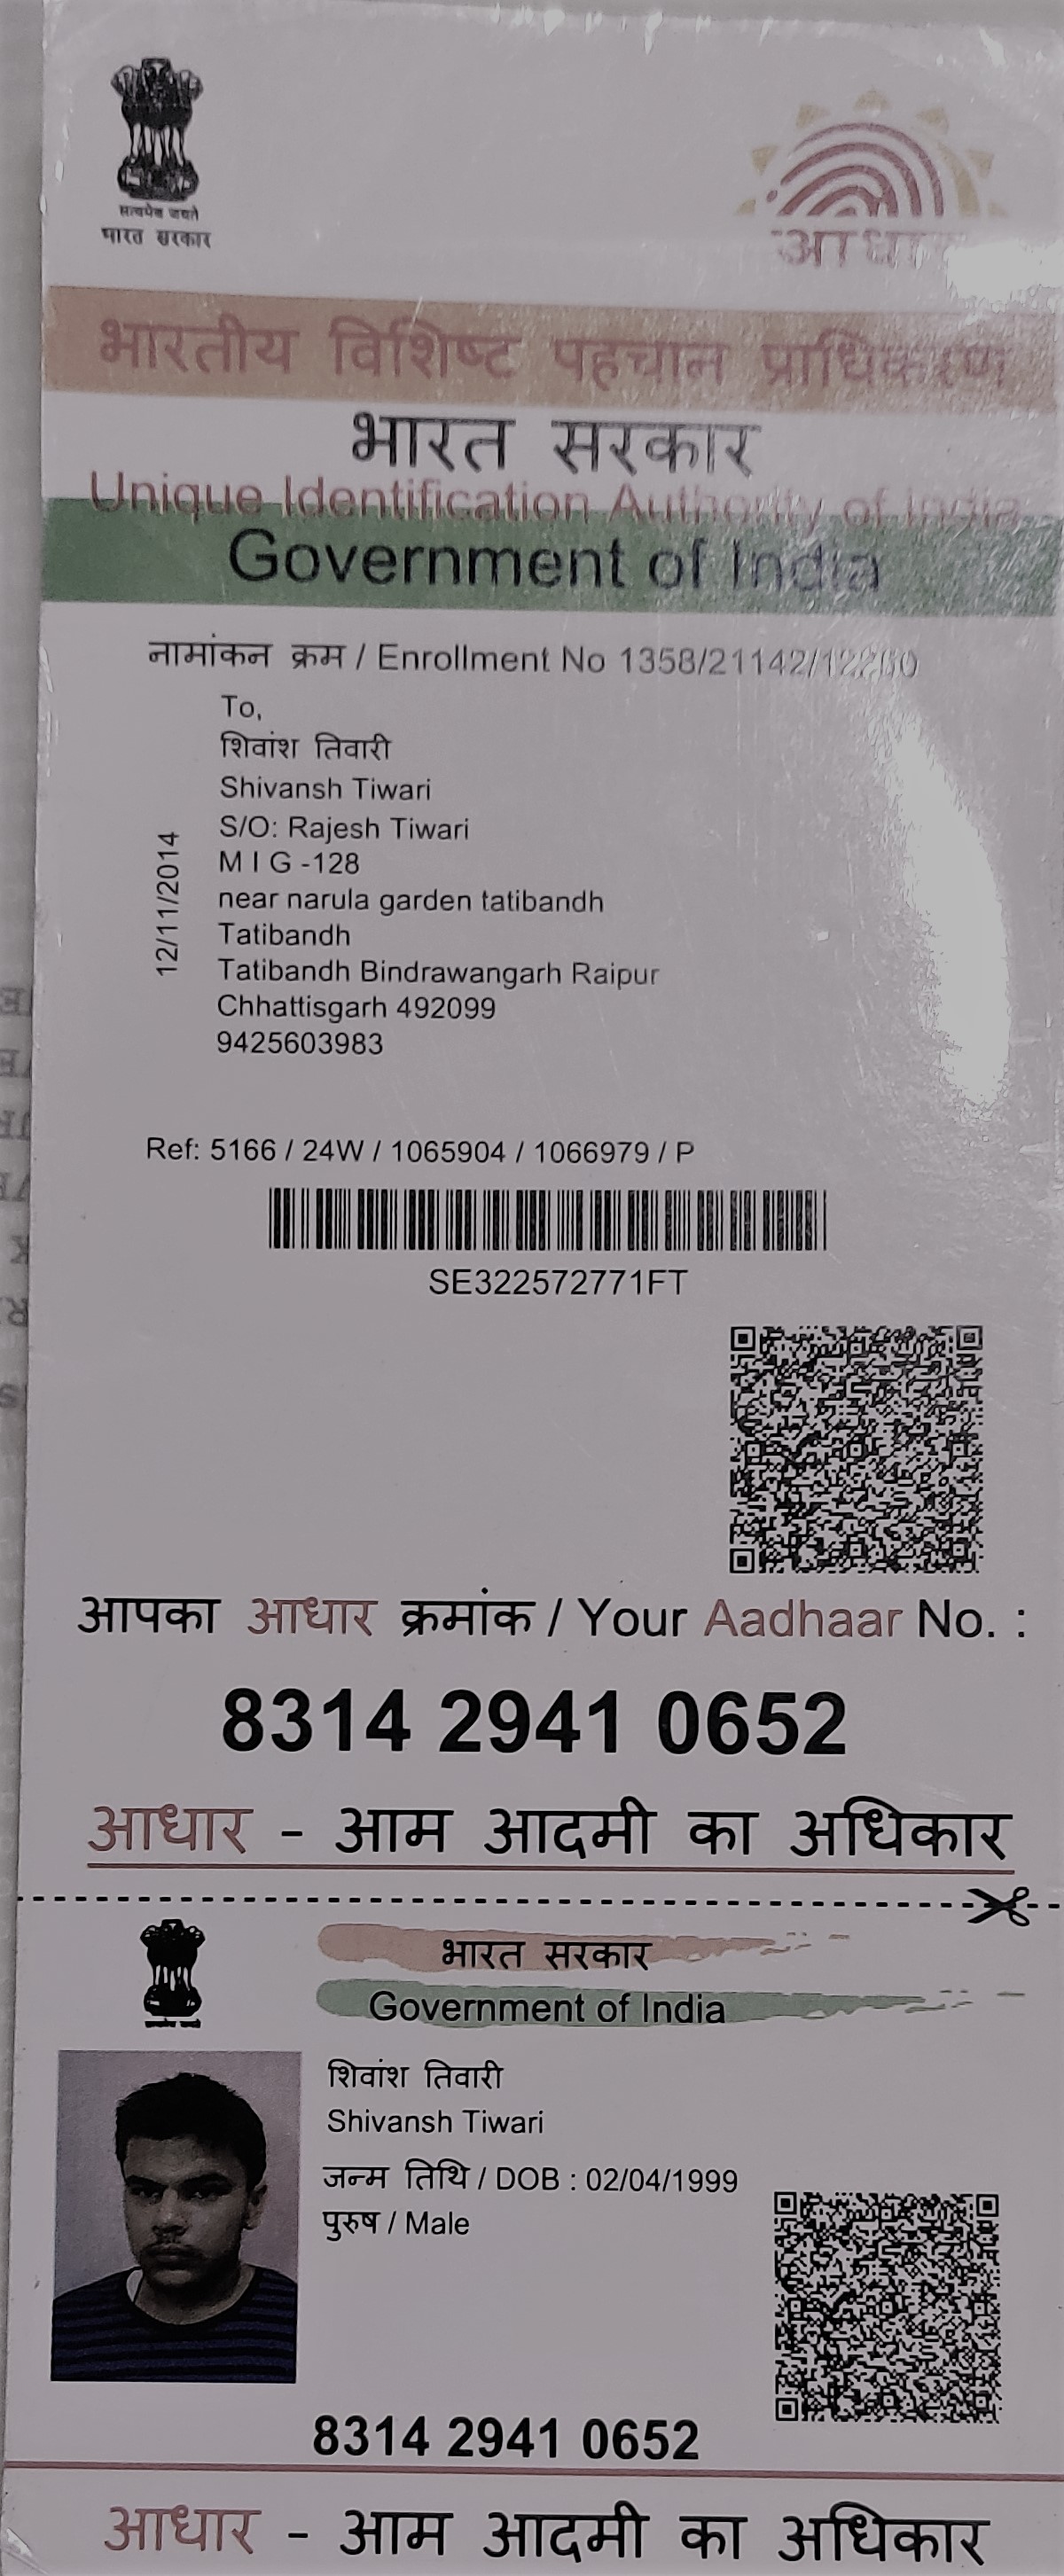 सत्यमेव जयते
भारत सरकार
भारतीय विशिष्ट पहचान प्राधिकरण
भारत सरकार
Unique Identification Authority of India
Government of India
नामांकन क्रम / Enrollment No 1358/21142/
To,
शिवांश तिवारी
Shivansh Tiwari
S/O: Rajesh Tiwari
M I G -128
near narula garden tatibandh
Tatibandh
Tatibandh Bindrawangarh Raipur
Chhattisgarh 492099
9425603983
12/11/2014
Ref: 5166 / 24W / 1065904 / 1066979 / P
SE322572771FT
आपका आधार क्रमांक / Your Aadhaar No. :
8314 2941 0652
आधार - आम आदमी का अधिकार
भारत सरकार
Government of India
शिवांश तिवारी
Shivansh Tiwari
जन्म तिथि / DOB : 02/04/1999
पुरुष / Male
8314 2941 0652
आधार - आम आदमी का अधिकार